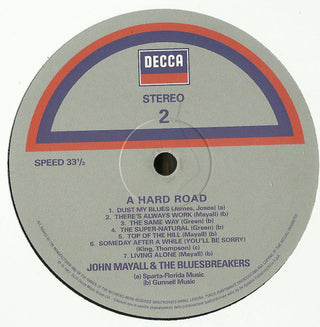 DECCA
STEREO
2
SPEED 33⅓
A HARD ROAD
1. DUST MY BLUES (James, Josea) (a)
2. THERE'S ALWAYS WORK (Mayall) (b)
3. THE SAME WAY (Green) (b)
4. THE SUPER-NATURAL (Green) (b)
5. TOP OF THE HILL (Mayall) (b)
6. SOMEDAY AFTER A WHILE (YOU'LL BE SORRY)
(King, Thompson) (c)
7. LIVING ALONE (Mayall) (b)
JOHN MAYALL & THE BLUESBREAKERS
(a) Sparta-Florida Music
(b) Gunnell Music